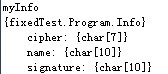 myInfo
{fixedTest.Program.Info}
cipher: {char[7]}
name: {char[10]}
signature: {char[10]}